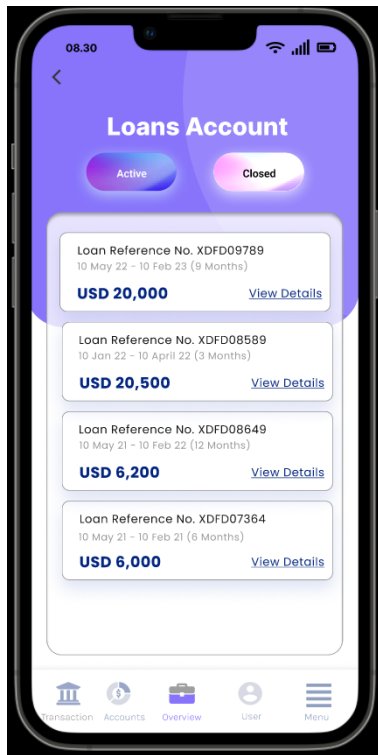 08.30
Loans Account
Active Closed
Loan Reference No. XDFD09789
10 May 22 - 10 Feb 23 (9 Months)
USD 20,000 View Details
Loan Reference No. XDFD08589
10 Jan 22 - 10 April 22 (3 Months)
USD 20,500 View Details
Loan Reference No. XDFD08649
10 May 21 - 10 Feb 22 (12 Months)
USD 6,200 View Details
Loan Reference No. XDFD07364
10 May 21 - 10 Feb 21 (6 Months)
USD 6,000 View Details
$
Transaction Accounts Overview User Menu